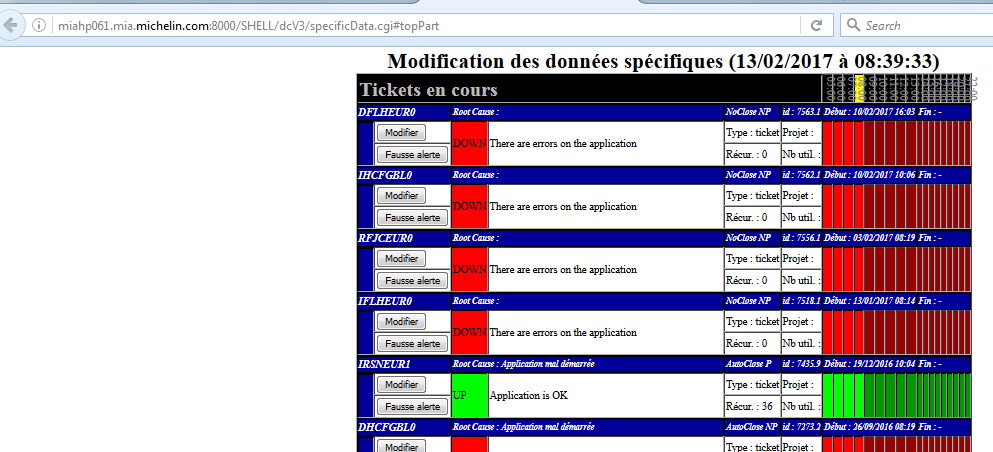 miahp061.mia.michelin.com:8000/SHELL/dcV3/specificData.cgi#topPart
Search
Modification des données spécifiques (13/02/2017 à 08:39:33)
Tickets en cours
DFLHEUR0 Root Cause : NoClose NP id : 7563.1 Début : 10/02/2017 16:03 Fin : -
Modifier
Fausse alerte
DOWN There are errors on the application
Type : ticket Projet :
Récur. : 0 Nb util. :
IHCFGBL0 Root Cause : NoClose NP id : 7562.1 Début : 10/02/2017 10:06 Fin : -
Modifier
Fausse alerte
DOWN There are errors on the application
Type : ticket Projet :
Récur. : 0 Nb util. :
RFJCEUR0 Root Cause : NoClose NP id : 7556.1 Début : 03/02/2017 08:19 Fin : -
Modifier
Fausse alerte
DOWN There are errors on the application
Type : ticket Projet :
Récur. : 0 Nb util. :
IFLHEUR0 Root Cause : NoClose NP id : 7518.1 Début : 13/01/2017 08:14 Fin : -
Modifier
Fausse alerte
DOWN There are errors on the application
Type : ticket Projet :
Récur. : 0 Nb util. :
IRSNEUR1 Root Cause : Application mal démarrée AutoClose P id : 7435.9 Début : 19/12/2016 10:04 Fin : -
Modifier
Fausse alerte
UP Application is OK
Type : ticket Projet :
Récur. : 36 Nb util. :
DHCFGBL0 Root Cause : Application mal démarrée AutoClose NP id : 7273.2 Début : 26/09/2016 08:19 Fin : -
Modifier
Type : ticket Projet :